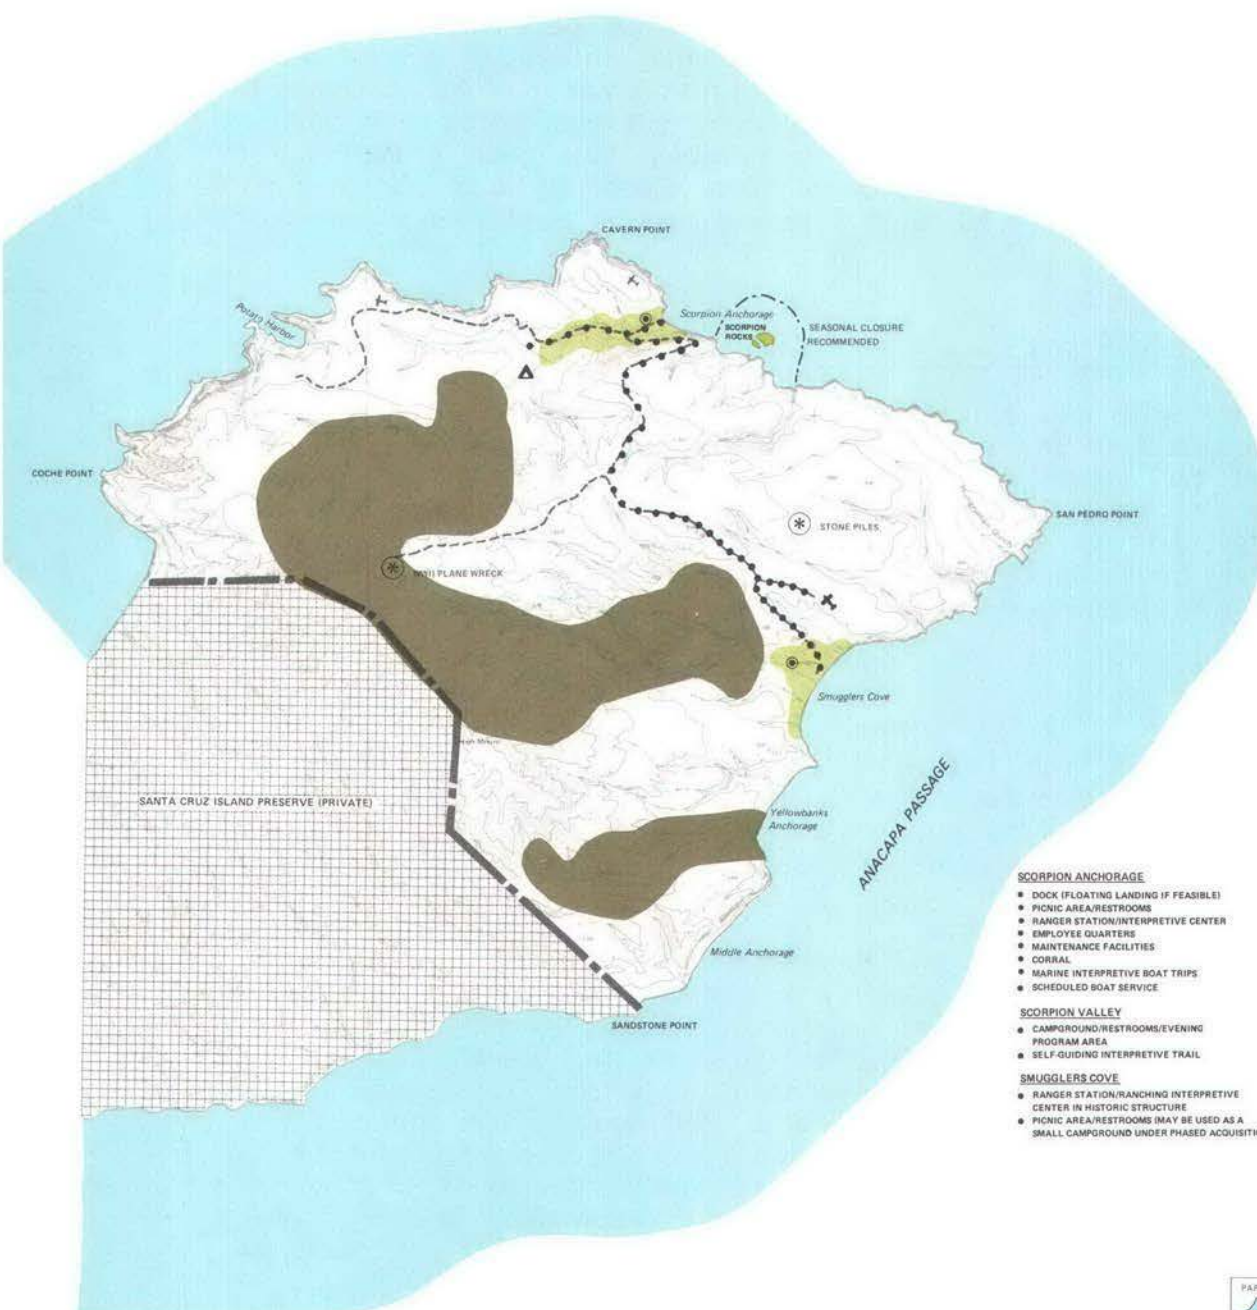 CAVERN POINT
Potato Harbor
Scorpion Anchorage
SCORPION
ROCKS
SEASONAL CLOSURE
RECOMMENDED
COCHE POINT
SAN PEDRO POINT
STONE PILES
WWII PLANE WRECK
Smugglers Cove
High Mount
SANTA CRUZ ISLAND PRESERVE (PRIVATE)
Yellowbanks
Anchorage
ANACAPA PASSAGE
Middle Anchorage
SANDSTONE POINT
SCORPION ANCHORAGE
• DOCK (FLOATING LANDING IF FEASIBLE)
• PICNIC AREA/RESTROOMS
• RANGER STATION/INTERPRETIVE CENTER
• EMPLOYEE QUARTERS
• MAINTENANCE FACILITIES
• CORRAL
• MARINE INTERPRETIVE BOAT TRIPS
• SCHEDULED BOAT SERVICE
SCORPION VALLEY
• CAMPGROUND/RESTROOMS/EVENING
PROGRAM AREA
• SELF-GUIDING INTERPRETIVE TRAIL
SMUGGLERS COVE
• RANGER STATION/RANCHING INTERPRETIVE
CENTER IN HISTORIC STRUCTURE
• PICNIC AREA/RESTROOMS (MAY BE USED AS A
SMALL CAMPGROUND UNDER PHASED ACQUISITI